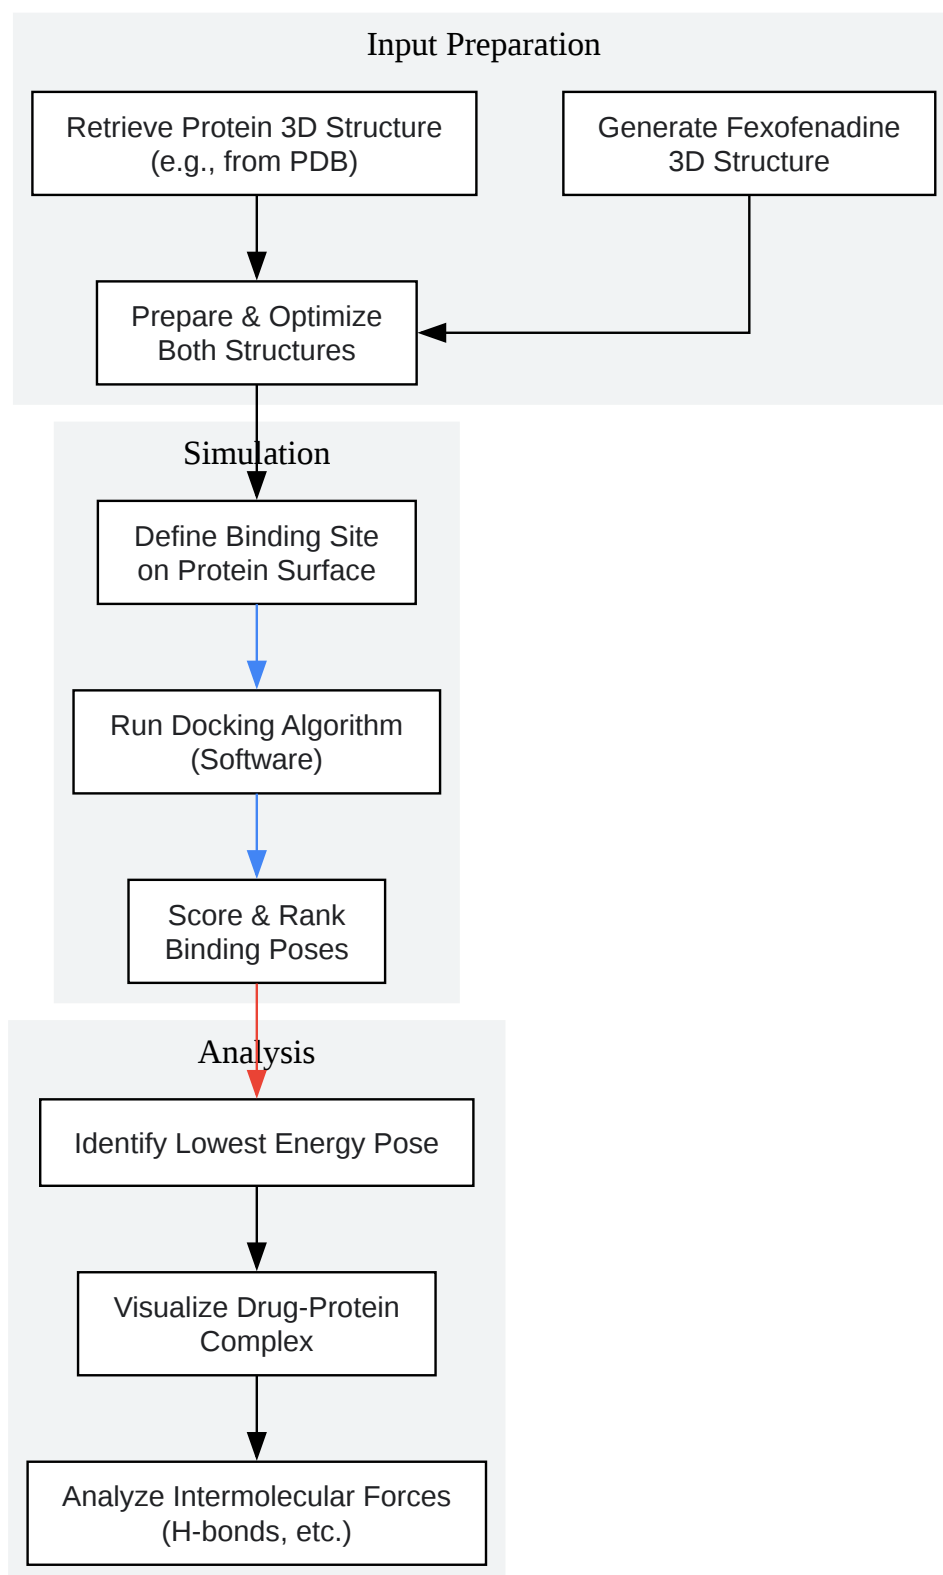 Input Preparation
Retrieve Protein 3D Structure
(e.g., from PDB)
Generate Fexofenadine
3D Structure
Prepare & Optimize
Both Structures
Simulation
Define Binding Site
on Protein Surface
Run Docking Algorithm
(Software)
Score & Rank
Binding Poses
Analysis
Identify Lowest Energy Pose
Visualize Drug-Protein
Complex
Analyze Intermolecular Forces
(H-bonds, etc.)